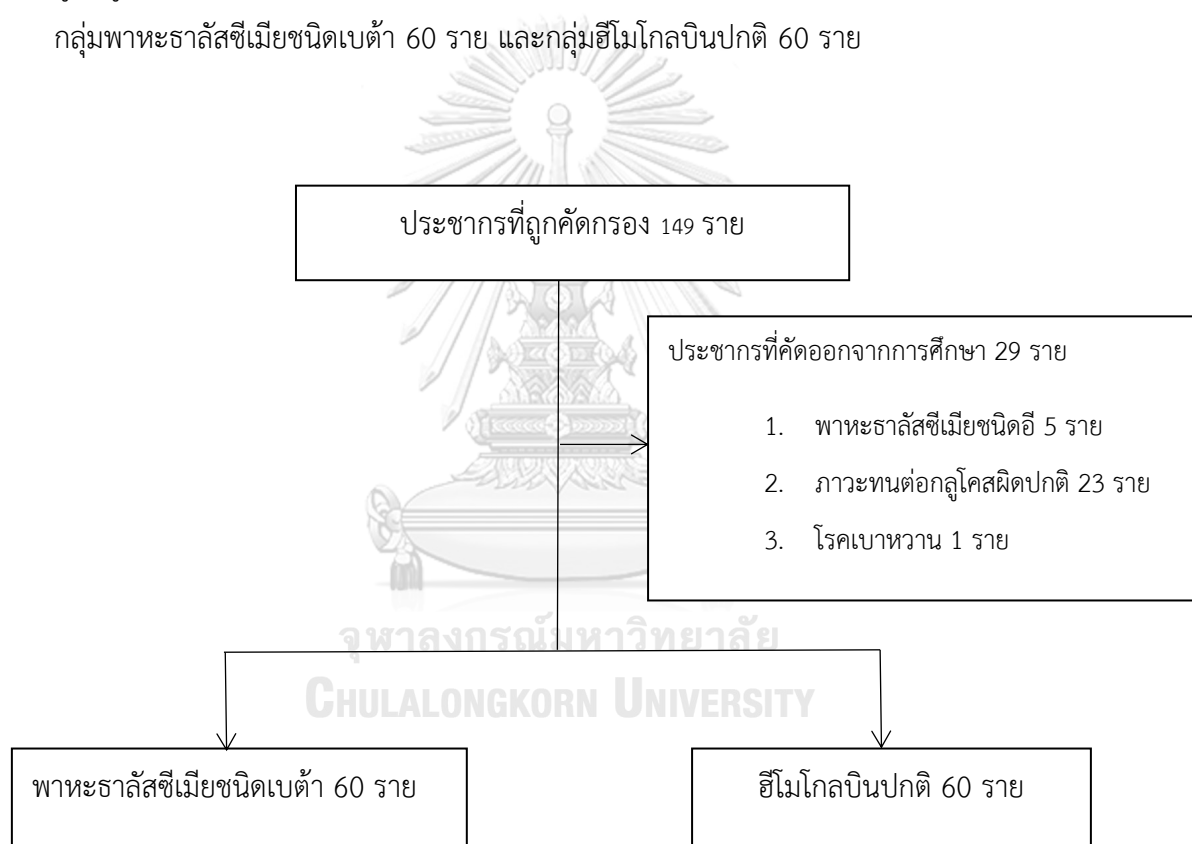 กลุ่มพาหะธาลัสซีเมียชนิดเบต้า 60 ราย และกลุ่มฮีโมโกลบินปกติ 60 ราย
ประชากรที่ถูกคัดกรอง 149 ราย
ประชากรที่คัดออกจากการศึกษา 29 ราย
1. พาหะธาลัสซีเมียชนิดอี 5 ราย
2. ภาวะทนต่อกลูโคสผิดปกติ 23 ราย
3. โรคเบาหวาน 1 ราย
จุฬาลงกรณ์มหาวิทยาลัย
CHULALONGKORN UNIVERSITY
พาหะธาลัสซีเมียชนิดเบต้า 60 ราย
ฮีโมโกลบินปกติ 60 ราย